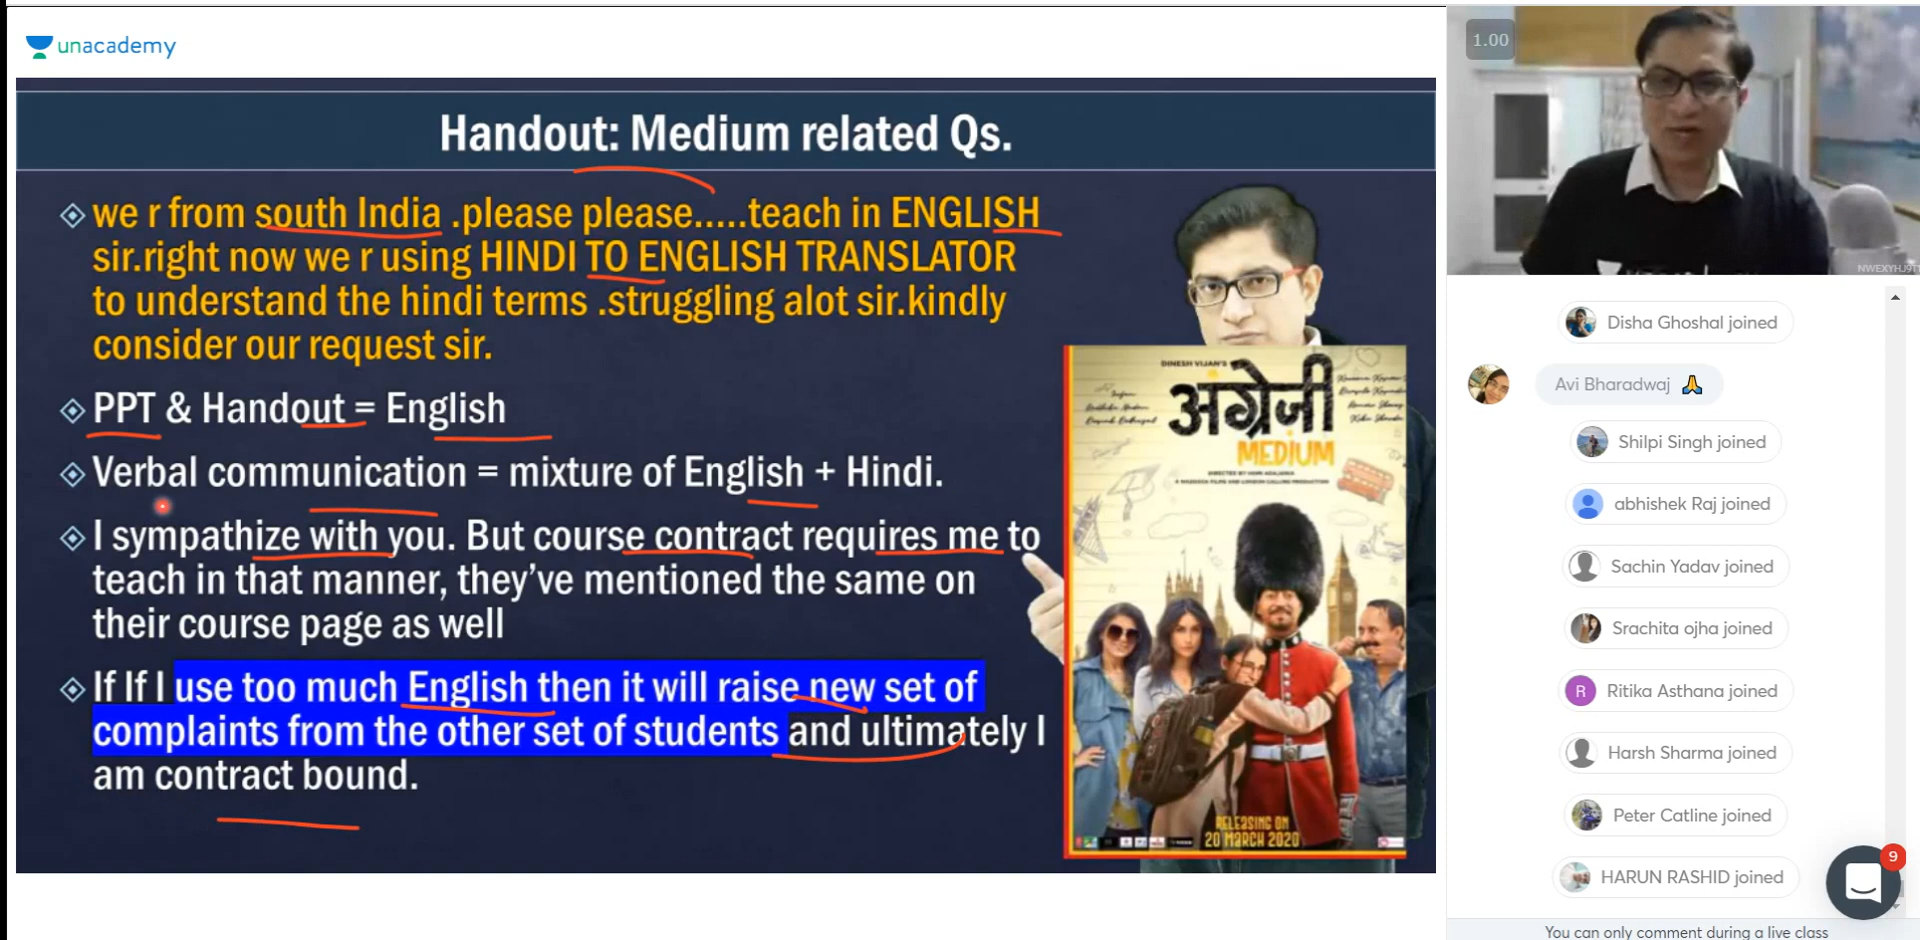 unacademy
Handout: Medium related Qs.
we r from south India .please please.....teach in ENGLISH
sir.right now we r using HINDI TO ENGLISH TRANSLATOR
to understand the hindi terms .struggling alot sir.kindly
consider our request sir.
PPT & Handout = English
Verbal communication = mixture of English + Hindi.
I sympathize with you. But course contract requires me to
teach in that manner, they've mentioned the same on
their course page as well
If If I use too much English then it will raise new set of
complaints from the other set of students and ultimately I
am contract bound.
DINESH VIJAN'S
अंग्रेज़ी
MEDIUM
RELEASING ON
20 MARCH 2020
1.00
Disha Ghoshal joined
Avi Bharadwaj 🙏
Shilpi Singh joined
abhishek Raj joined
Sachin Yadav joined
Srachita ojha joined
R Ritika Asthana joined
Harsh Sharma joined
Peter Catline joined
HARUN RASHID joined
9
You can only comment during a live class